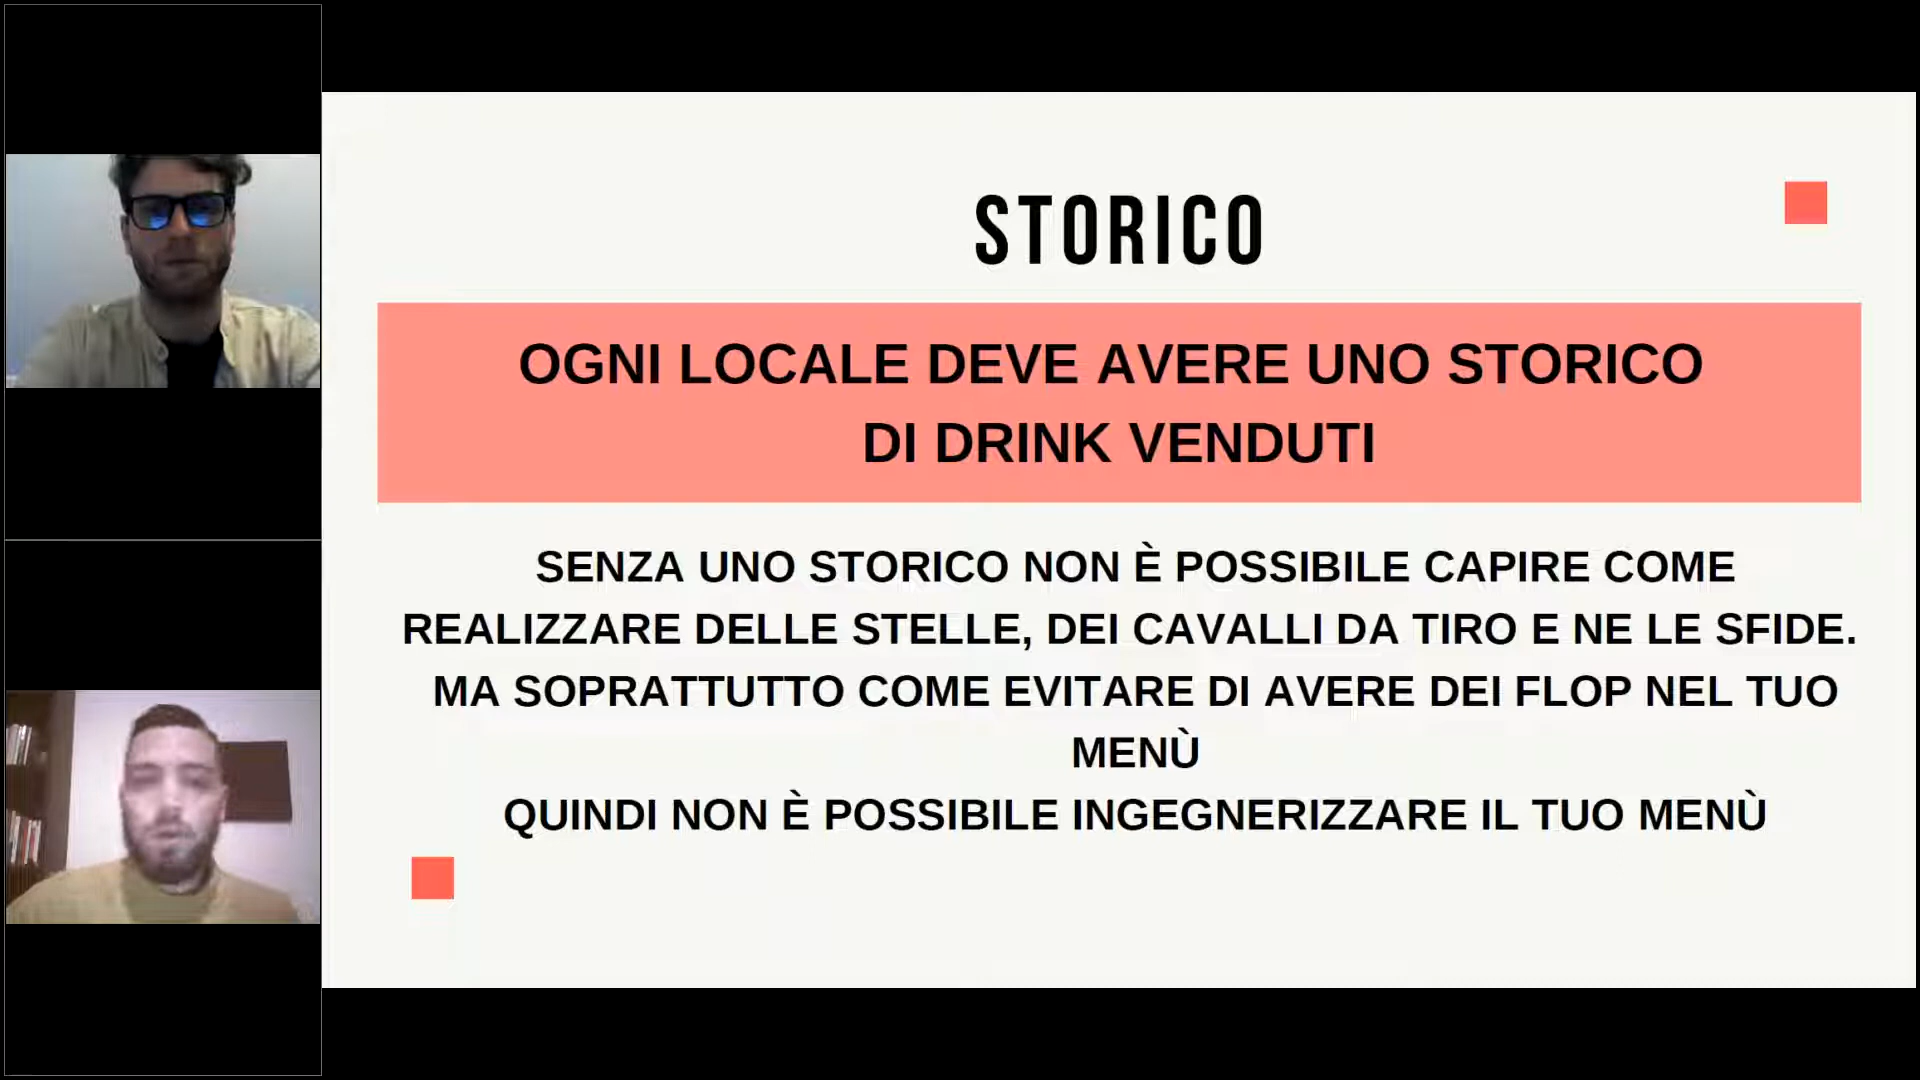 STORICO
OGNI LOCALE DEVE AVERE UNO STORICO
DI DRINK VENDUTI
SENZA UNO STORICO NON È POSSIBILE CAPIRE COME
REALIZZARE DELLE STELLE, DEI CAVALLI DA TIRO E NE LE SFIDE.
MA SOPRATTUTTO COME EVITARE DI AVERE DEI FLOP NEL TUO
MENÙ
QUINDI NON È POSSIBILE INGEGNERIZZARE IL TUO MENÙ